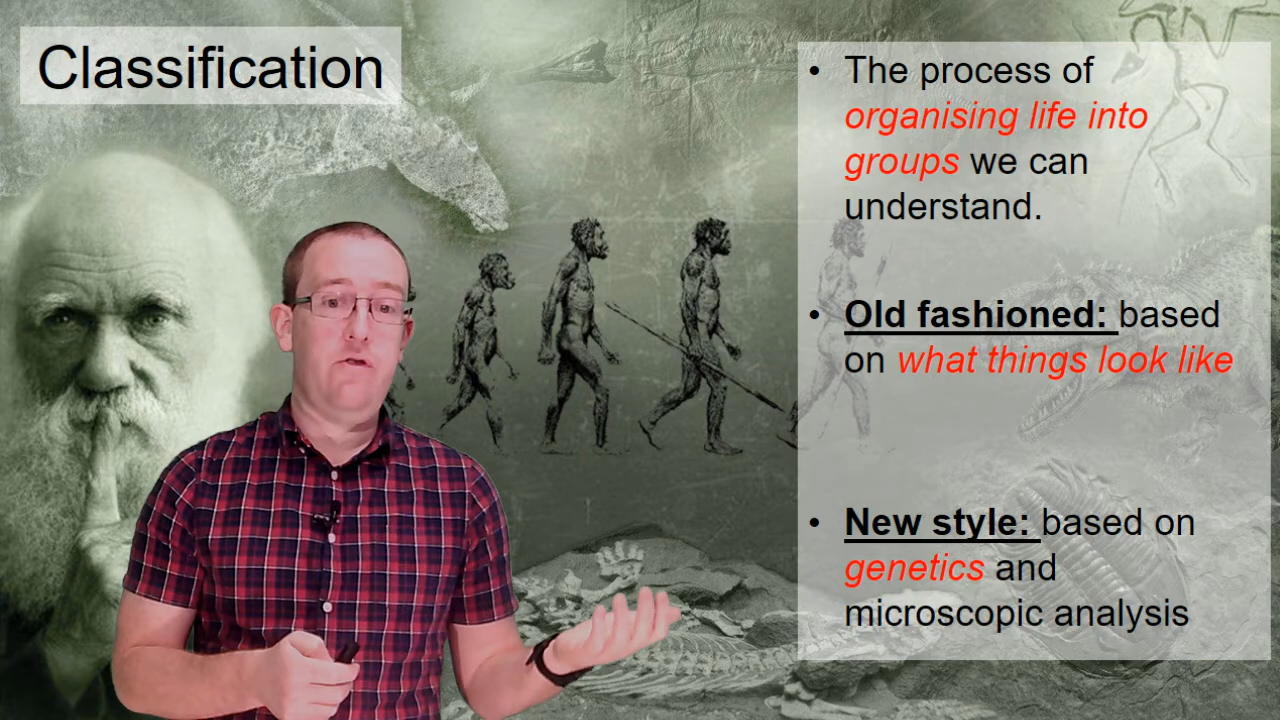 Classification
• The process of
organising life into
groups we can
understand.
• Old fashioned: based
on what things look like
• New style: based on
genetics and
microscopic analysis